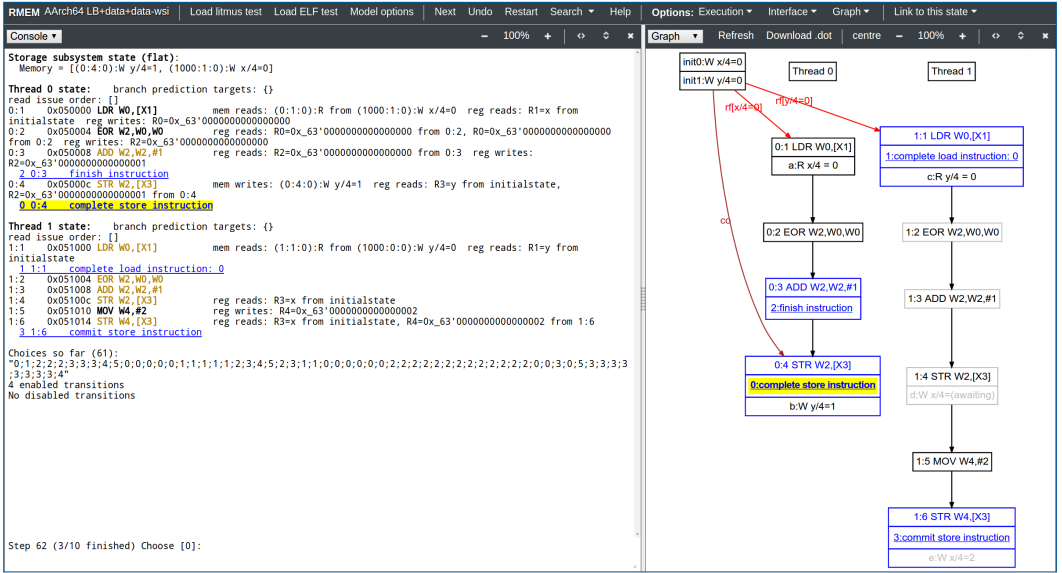 RMEM AArch64 LB+data+data-wsi Load litmus test Load ELF test Model options Next Undo Restart Search Help Options: Execution Interface Graph Link to this state
Console
100%
Storage subsystem state (flat):
Memory = [(0:4:0):W y/4=1, (1000:1:0):W x/4=0]
Thread 0 state: branch prediction targets: {}
read issue order: []
0:1 0x050000 LDR W0,[X1] mem reads: (0:1:0):R from (1000:1:0):W x/4=0 reg reads: R1=x from
initialstate reg writes: R0=0x_63'0000000000000000
0:2 0x050004 EOR W2,W0,W0 reg reads: R0=0x_63'0000000000000000 from 0:2, R0=0x_63'0000000000000000
from 0:2 reg writes: R2=0x_63'0000000000000000
0:3 0x050008 ADD W2,W2,#1 reg reads: R2=0x_63'0000000000000000 from 0:3 reg writes:
R2=0x_63'0000000000000001
2 0:3 finish instruction
0:4 0x05000c STR W2,[X3] mem writes: (0:4:0):W y/4=1 reg reads: R3=y from initialstate,
R2=0x_63'0000000000000001 from 0:4
0 0:4 complete store instruction
Thread 1 state: branch prediction targets: {}
read issue order: []
1:1 0x051000 LDR W0,[X1] mem reads: (1:1:0):R from (1000:0:0):W y/4=0 reg reads: R1=y from
initialstate
1 1:1 complete load instruction: 0
1:2 0x051004 EOR W2,W0,W0
1:3 0x051008 ADD W2,W2,#1
1:4 0x05100c STR W2,[X3] reg reads: R3=x from initialstate
1:5 0x051010 MOV W4,#2 reg writes: R4=0x_63'0000000000000002
1:6 0x051014 STR W4,[X3] reg reads: R3=x from initialstate, R4=0x_63'0000000000000002 from 1:6
3 1:6 commit store instruction
Choices so far (61):
"0;1;2;2;2;3;3;3;4;5;0;0;0;0;0;1;1;1;1;1;2;3;4;5;2;3;1;1;0;0;0;0;0;0;2;2;2;2;2;2;2;2;2;2;2;2;2;2;0;0;3;0;5;3;3;3;3
;3;3;3;3;4"
4 enabled transitions
No disabled transitions
Step 62 (3/10 finished) Choose [0]:
Graph Refresh Download .dot centre 100%
init0:W x/4=0
init1:W y/4=0
Thread 0
Thread 1
rf[x/4=0]
rf[y/4=0]
0:1 LDR W0,[X1]
a:R x/4 = 0
1:1 LDR W0,[X1]
1:complete load instruction: 0
c:R y/4 = 0
co
0:2 EOR W2,W0,W0
1:2 EOR W2,W0,W0
0:3 ADD W2,W2,#1
2:finish instruction
1:3 ADD W2,W2,#1
0:4 STR W2,[X3]
0:complete store instruction
b:W y/4=1
1:4 STR W2,[X3]
d:W x/4=(awaiting)
1:5 MOV W4,#2
1:6 STR W4,[X3]
3:commit store instruction
e:W x/4=2